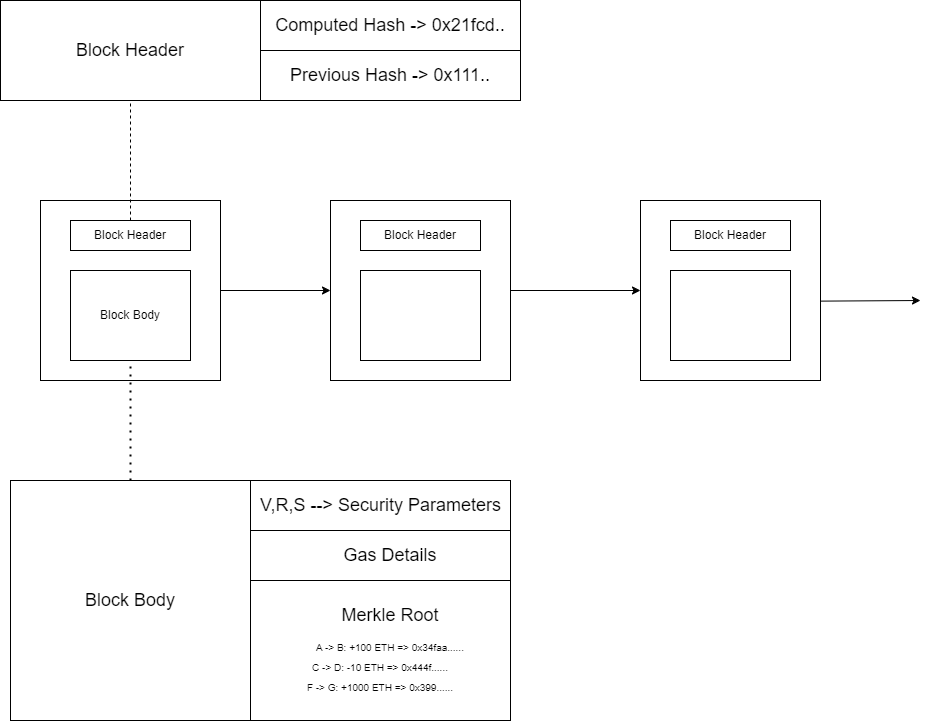 Block Header
Computed Hash -> 0x21fcd..
Previous Hash -> 0x111..
Block Header
Block Header
Block Header
Block Body
Block Body
V,R,S --> Security Parameters
Gas Details
Merkle Root
A -> B: +100 ETH => 0x34faa......
C -> D: -10 ETH => 0x444f......
F -> G: +1000 ETH => 0x399......